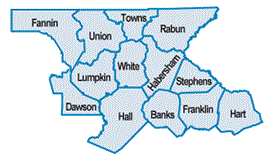 Fannin
Towns
Rabun
Union
White
Habersham
Lumpkin
Stephens
Dawson
Hall
Banks
Franklin
Hart